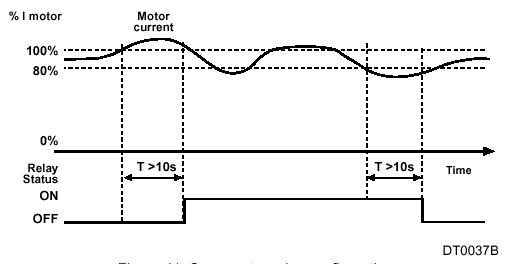 % I motor
Motor
current
100%
80%
0%
Relay
Status
T >10s
T >10s
Time
ON
OFF
DT0037B